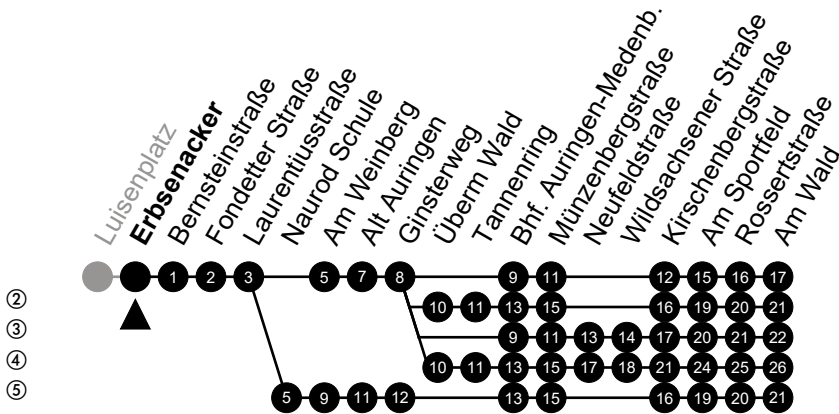 Luisenplatz
Erbsenacker
Bernsteinstraße
Fondetter Straße
Laurentiusstraße
Naurod Schule
Am Weinberg
Alt Auringen
Ginsterweg
Überm Wald
Tannenring
Bhf. Auringen-Medenb.
Münzenbergstraße
Neufeldstraße
Wildsachsener Straße
Kirschenbergstraße
Am Sportfeld
Rossertstraße
Am Wald
1 2 3 5 7 8 9 11 12 15 16 17
② 10 11 13 15 16 19 20 21
③ 9 11 13 14 17 20 21 22
④ 10 11 13 15 17 18 21 24 25 26
⑤ 5 9 11 12 13 15 16 19 20 21